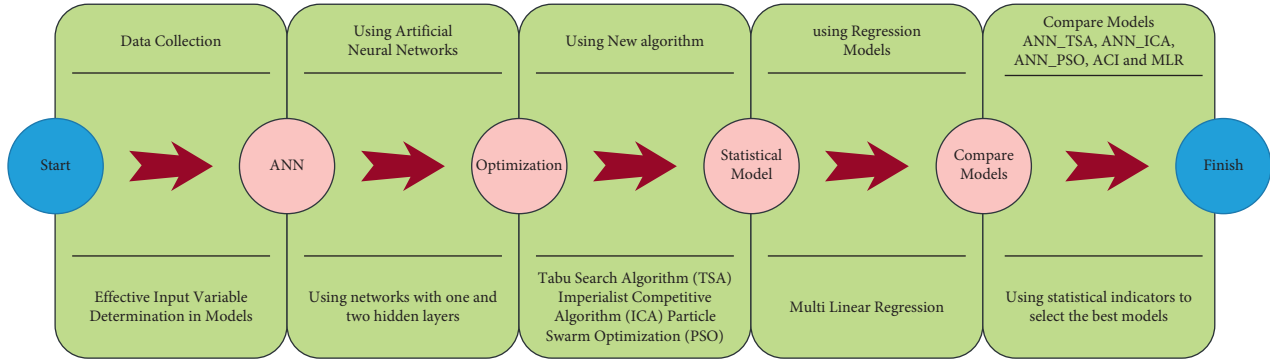 Data Collection
Using Artificial
Neural Networks
Using New algorithm
using Regression
Models
Compare Models
ANN_TSA, ANN_ICA,
ANN_PSO, ACI and MLR
Start
ANN
Optimization
Statistical
Model
Compare
Models
Finish
Effective Input Variable
Determination in Models
Using networks with one and
two hidden layers
Tabu Search Algorithm (TSA)
Imperialist Competitive
Algorithm (ICA) Particle
Swarm Optimization (PSO)
Multi Linear Regression
Using statistical indicators to
select the best models